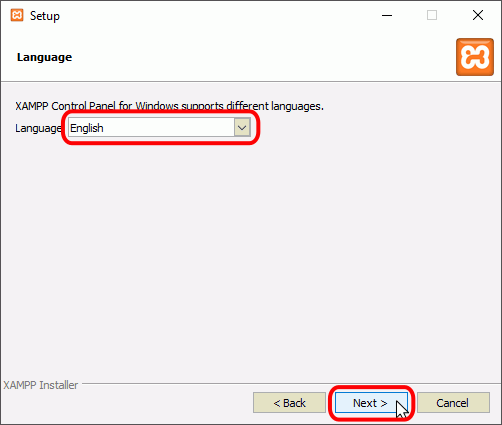 Setup
Language
XAMPP Control Panel for Windows supports different languages.
Language English
XAMPP Installer
< Back Next > Cancel